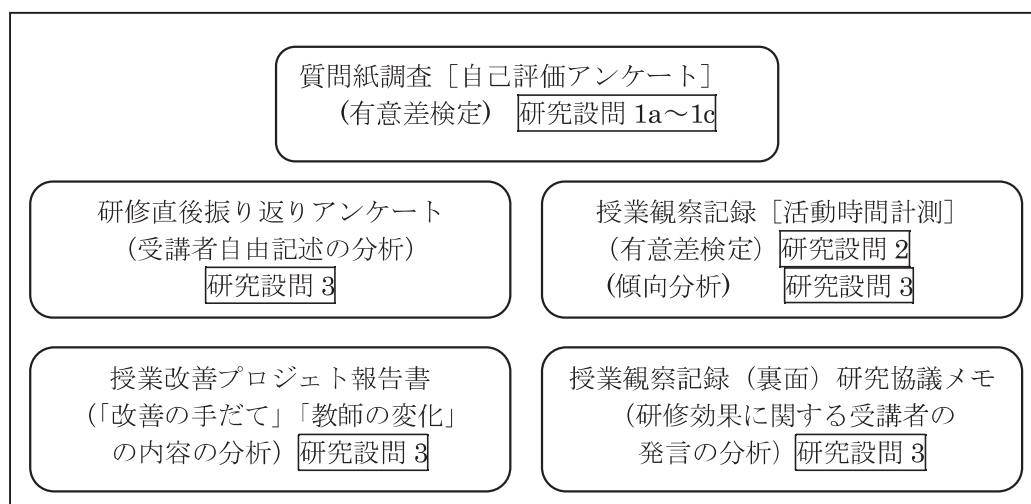 質問紙調査［自己評価アンケート］
(有意差検定) 研究設問 1a～1c
研修直後振り返りアンケート
（受講者自由記述の分析）
研究設問 3
授業観察記録［活動時間計測］
（有意差検定）研究設問 2
(傾向分析) 研究設問 3
授業改善プロジェト報告書
（｢改善の手だて」「教師の変化」
の内容の分析）研究設問 3
授業観察記録（裏面）研究協議メモ
（研修効果に関する受講者の
発言の分析）研究設問 3